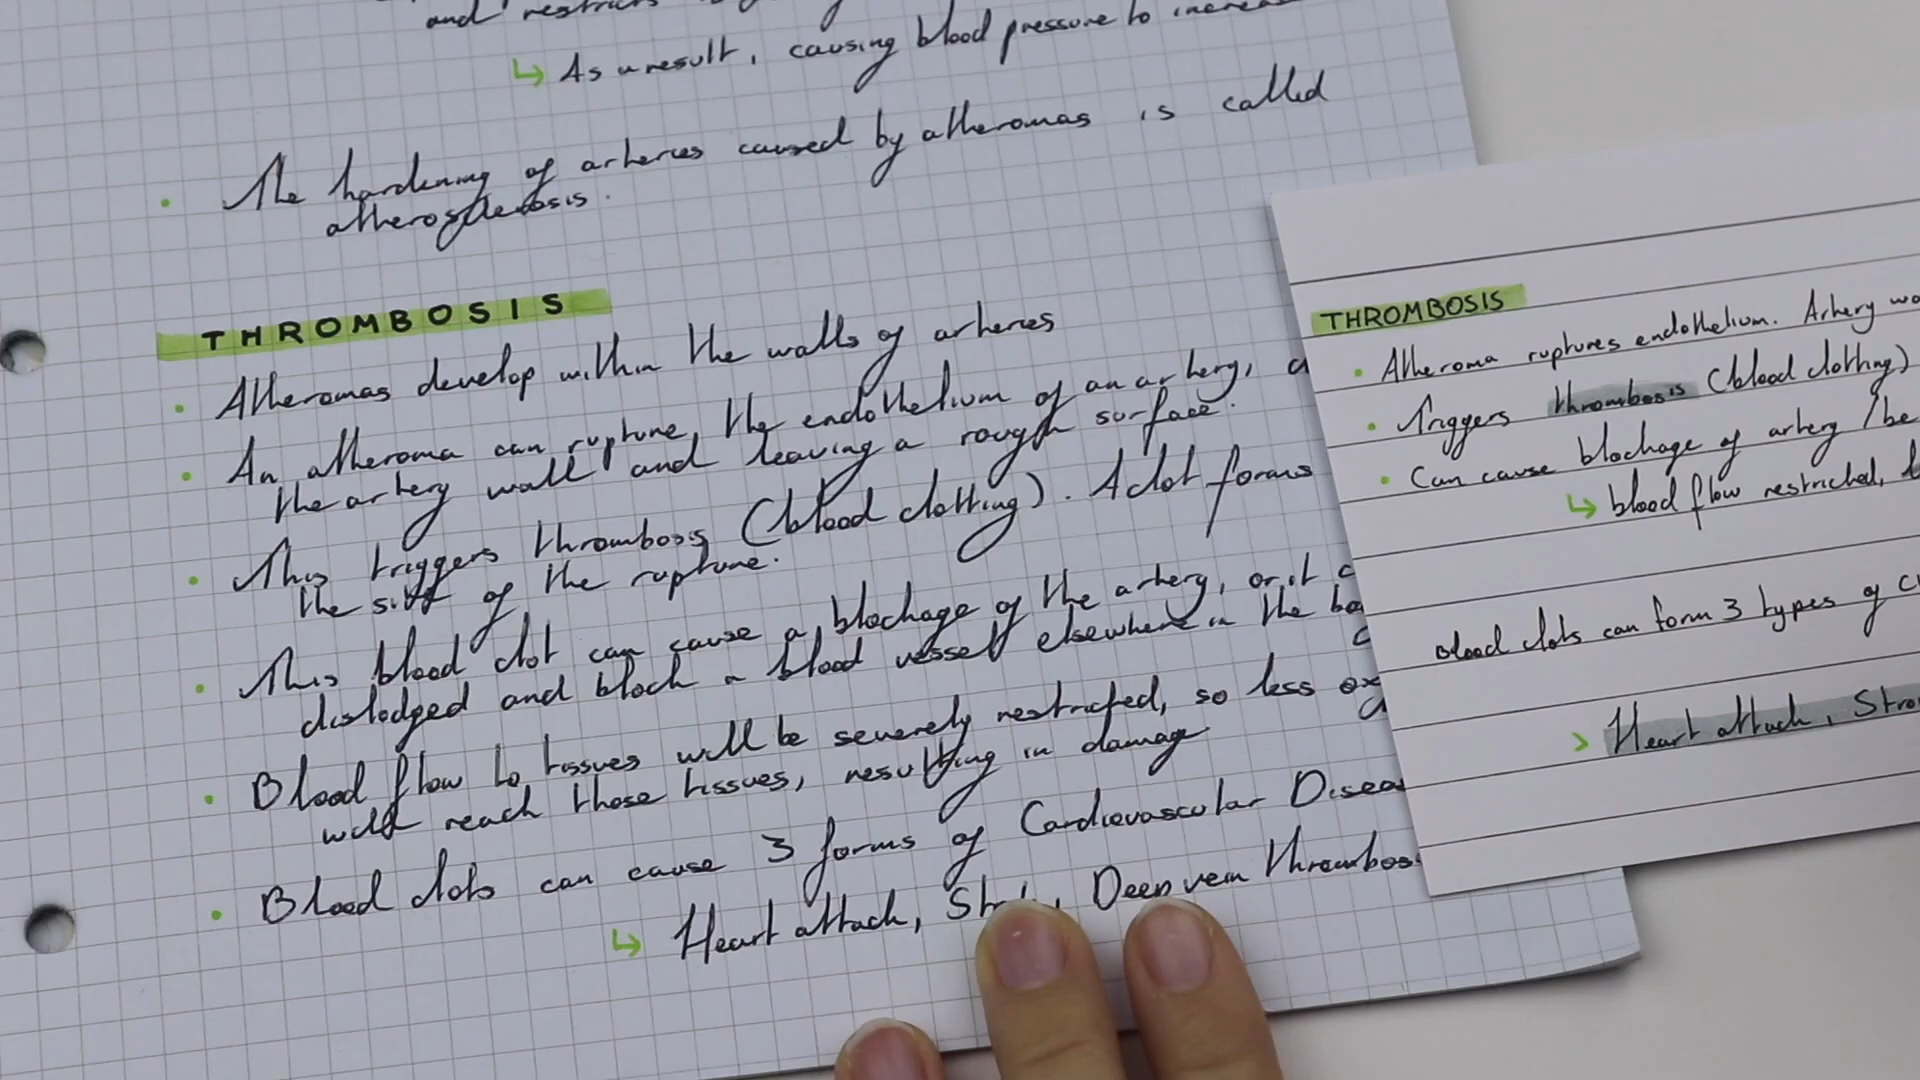 and restricts
↳ As a result, causing blood pressure to increase
• The hardening of arteries caused by atheromas is called
atherosclerosis.
THROMBOSIS
• Atheromas develop within the walls of arteries
• An atheroma can rupture, the endothelium of an artery,
the artery wall and leaving a rough surface.
• This triggers thrombosis (blood clotting). A clot forms
the site of the rupture.
• This blood clot can cause a blockage of the artery, or it
dislodged and block a blood vessel elsewhere in the
• Blood flow to tissues will be severely restricted, so less
will reach those tissues, resulting in damage
• Blood clots can cause 3 forms of Cardiovascular
↳ Heart attack, Deep vein
THROMBOSIS
• Atheroma ruptures endothelium. Artery
• Triggers thrombosis (blood clotting)
• Can cause blockage of artery /be
↳ blood flow restricted,
Blood clots can form 3 types of
> Heart attack,